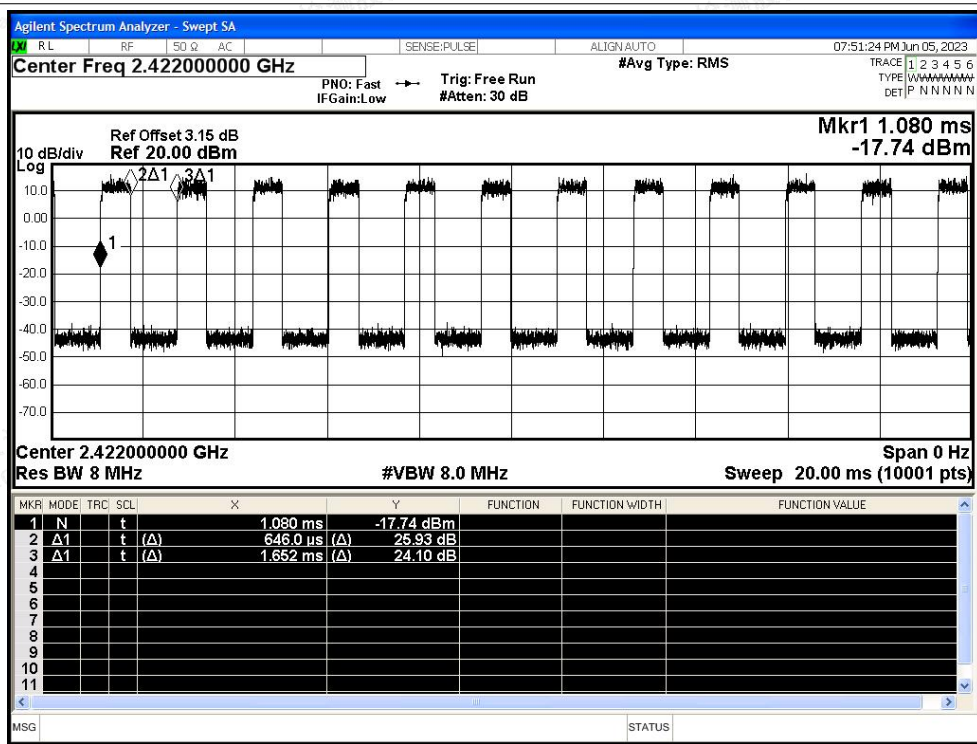 Agilent Spectrum Analyzer - Swept SA
LXI RL RF 50 Ω AC SENSE:PULSE ALIGN AUTO 07:51:24 PM Jun 05, 2023
Center Freq 2.422000000 GHz #Avg Type: RMS TRACE 1 2 3 4 5 6
PNO: Fast Trig: Free Run TYPE WWWWWW
IFGain:Low #Atten: 30 dB DET P N N N N N
Mkr1 1.080 ms
Ref Offset 3.15 dB
10 dB/div Ref 20.00 dBm -17.74 dBm
Log
2Δ1 3Δ1
10.0
0.00
1
-10.0
-20.0
-30.0
-40.0
-50.0
-60.0
-70.0
Center 2.422000000 GHz Span 0 Hz
Res BW 8 MHz #VBW 8.0 MHz Sweep 20.00 ms (10001 pts)
MKR MODE TRC SCL X Y FUNCTION FUNCTION WIDTH FUNCTION VALUE
1 N t 1.080 ms -17.74 dBm
2 Δ1 t (Δ) 646.0 µs (Δ) 25.93 dB
3 Δ1 t (Δ) 1.652 ms (Δ) 24.10 dB
4
5
6
7
8
9
10
11
MSG STATUS